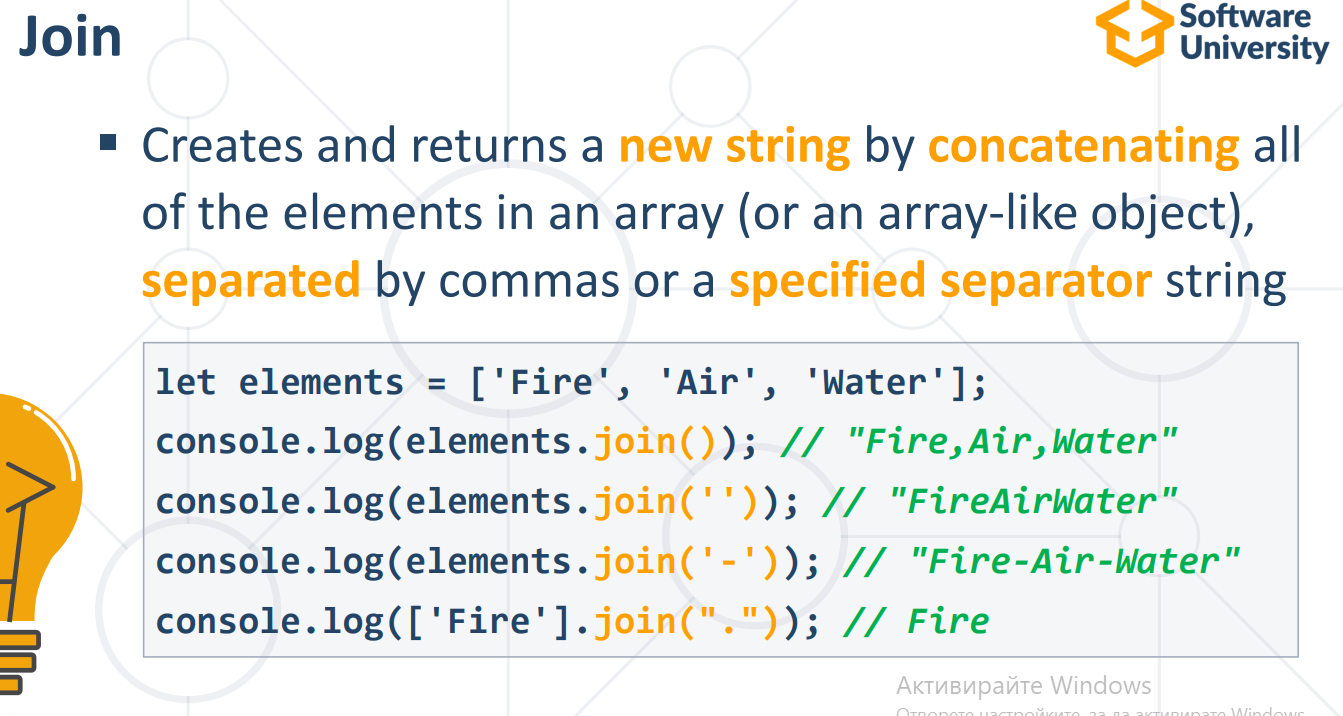 Join
Software
University
▪ Creates and returns a new string by concatenating all
of the elements in an array (or an array-like object),
separated by commas or a specified separator string
let elements = ['Fire', 'Air', 'Water'];
console.log(elements.join()); // "Fire,Air,Water"
console.log(elements.join('')); // "FireAirWater"
console.log(elements.join('-')); // "Fire-Air-Water"
console.log(['Fire'].join(".")); // Fire
Активирайте Windows
Отворете настройките, за да активирате Windows